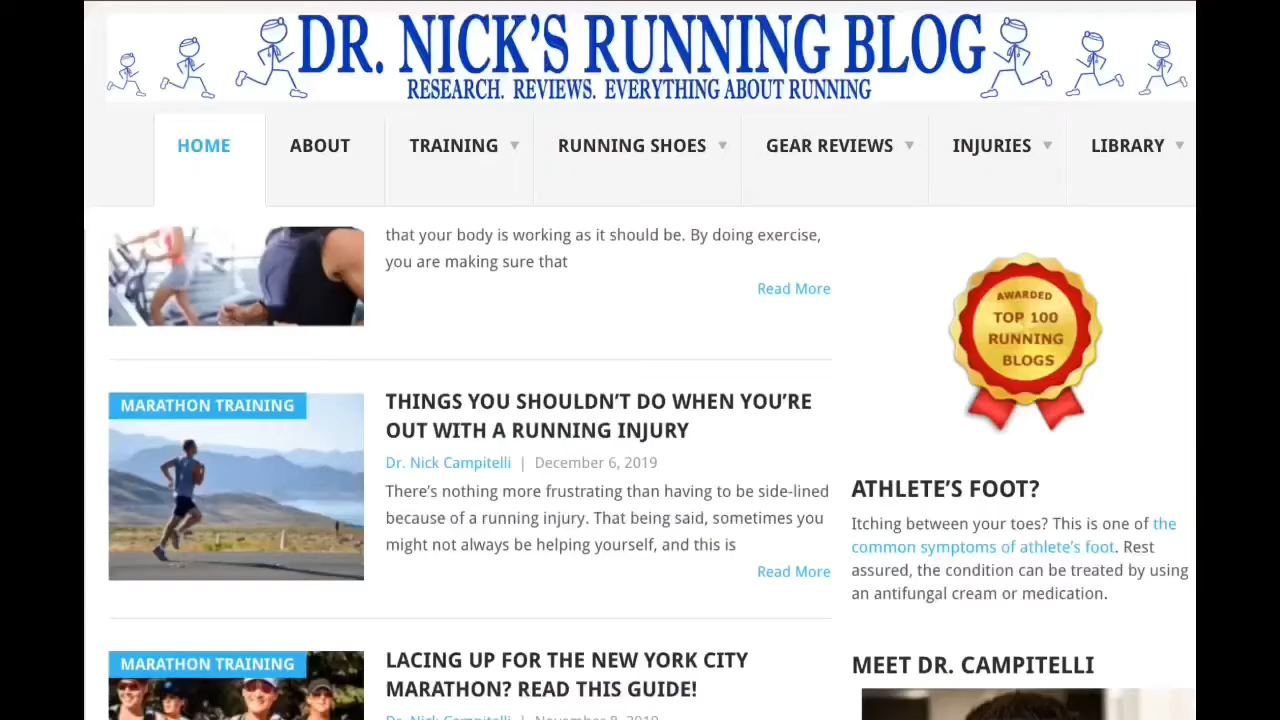 DR. NICK'S RUNNING BLOG
RESEARCH. REVIEWS. EVERYTHING ABOUT RUNNING
HOME ABOUT TRAINING RUNNING SHOES GEAR REVIEWS INJURIES LIBRARY
that your body is working as it should be. By doing exercise,
you are making sure that
Read More
MARATHON TRAINING
THINGS YOU SHOULDN’T DO WHEN YOU’RE
OUT WITH A RUNNING INJURY
Dr. Nick Campitelli | December 6, 2019
There’s nothing more frustrating than having to be side-lined
because of a running injury. That being said, sometimes you
might not always be helping yourself, and this is
Read More
MARATHON TRAINING
LACING UP FOR THE NEW YORK CITY
MARATHON? READ THIS GUIDE!
Dr. Nick Campitelli | November 8, 2019
AWARDED
TOP 100
RUNNING
BLOGS
ATHLETE’S FOOT?
Itching between your toes? This is one of the
common symptoms of athlete’s foot. Rest
assured, the condition can be treated by using
an antifungal cream or medication.
MEET DR. CAMPITELLI